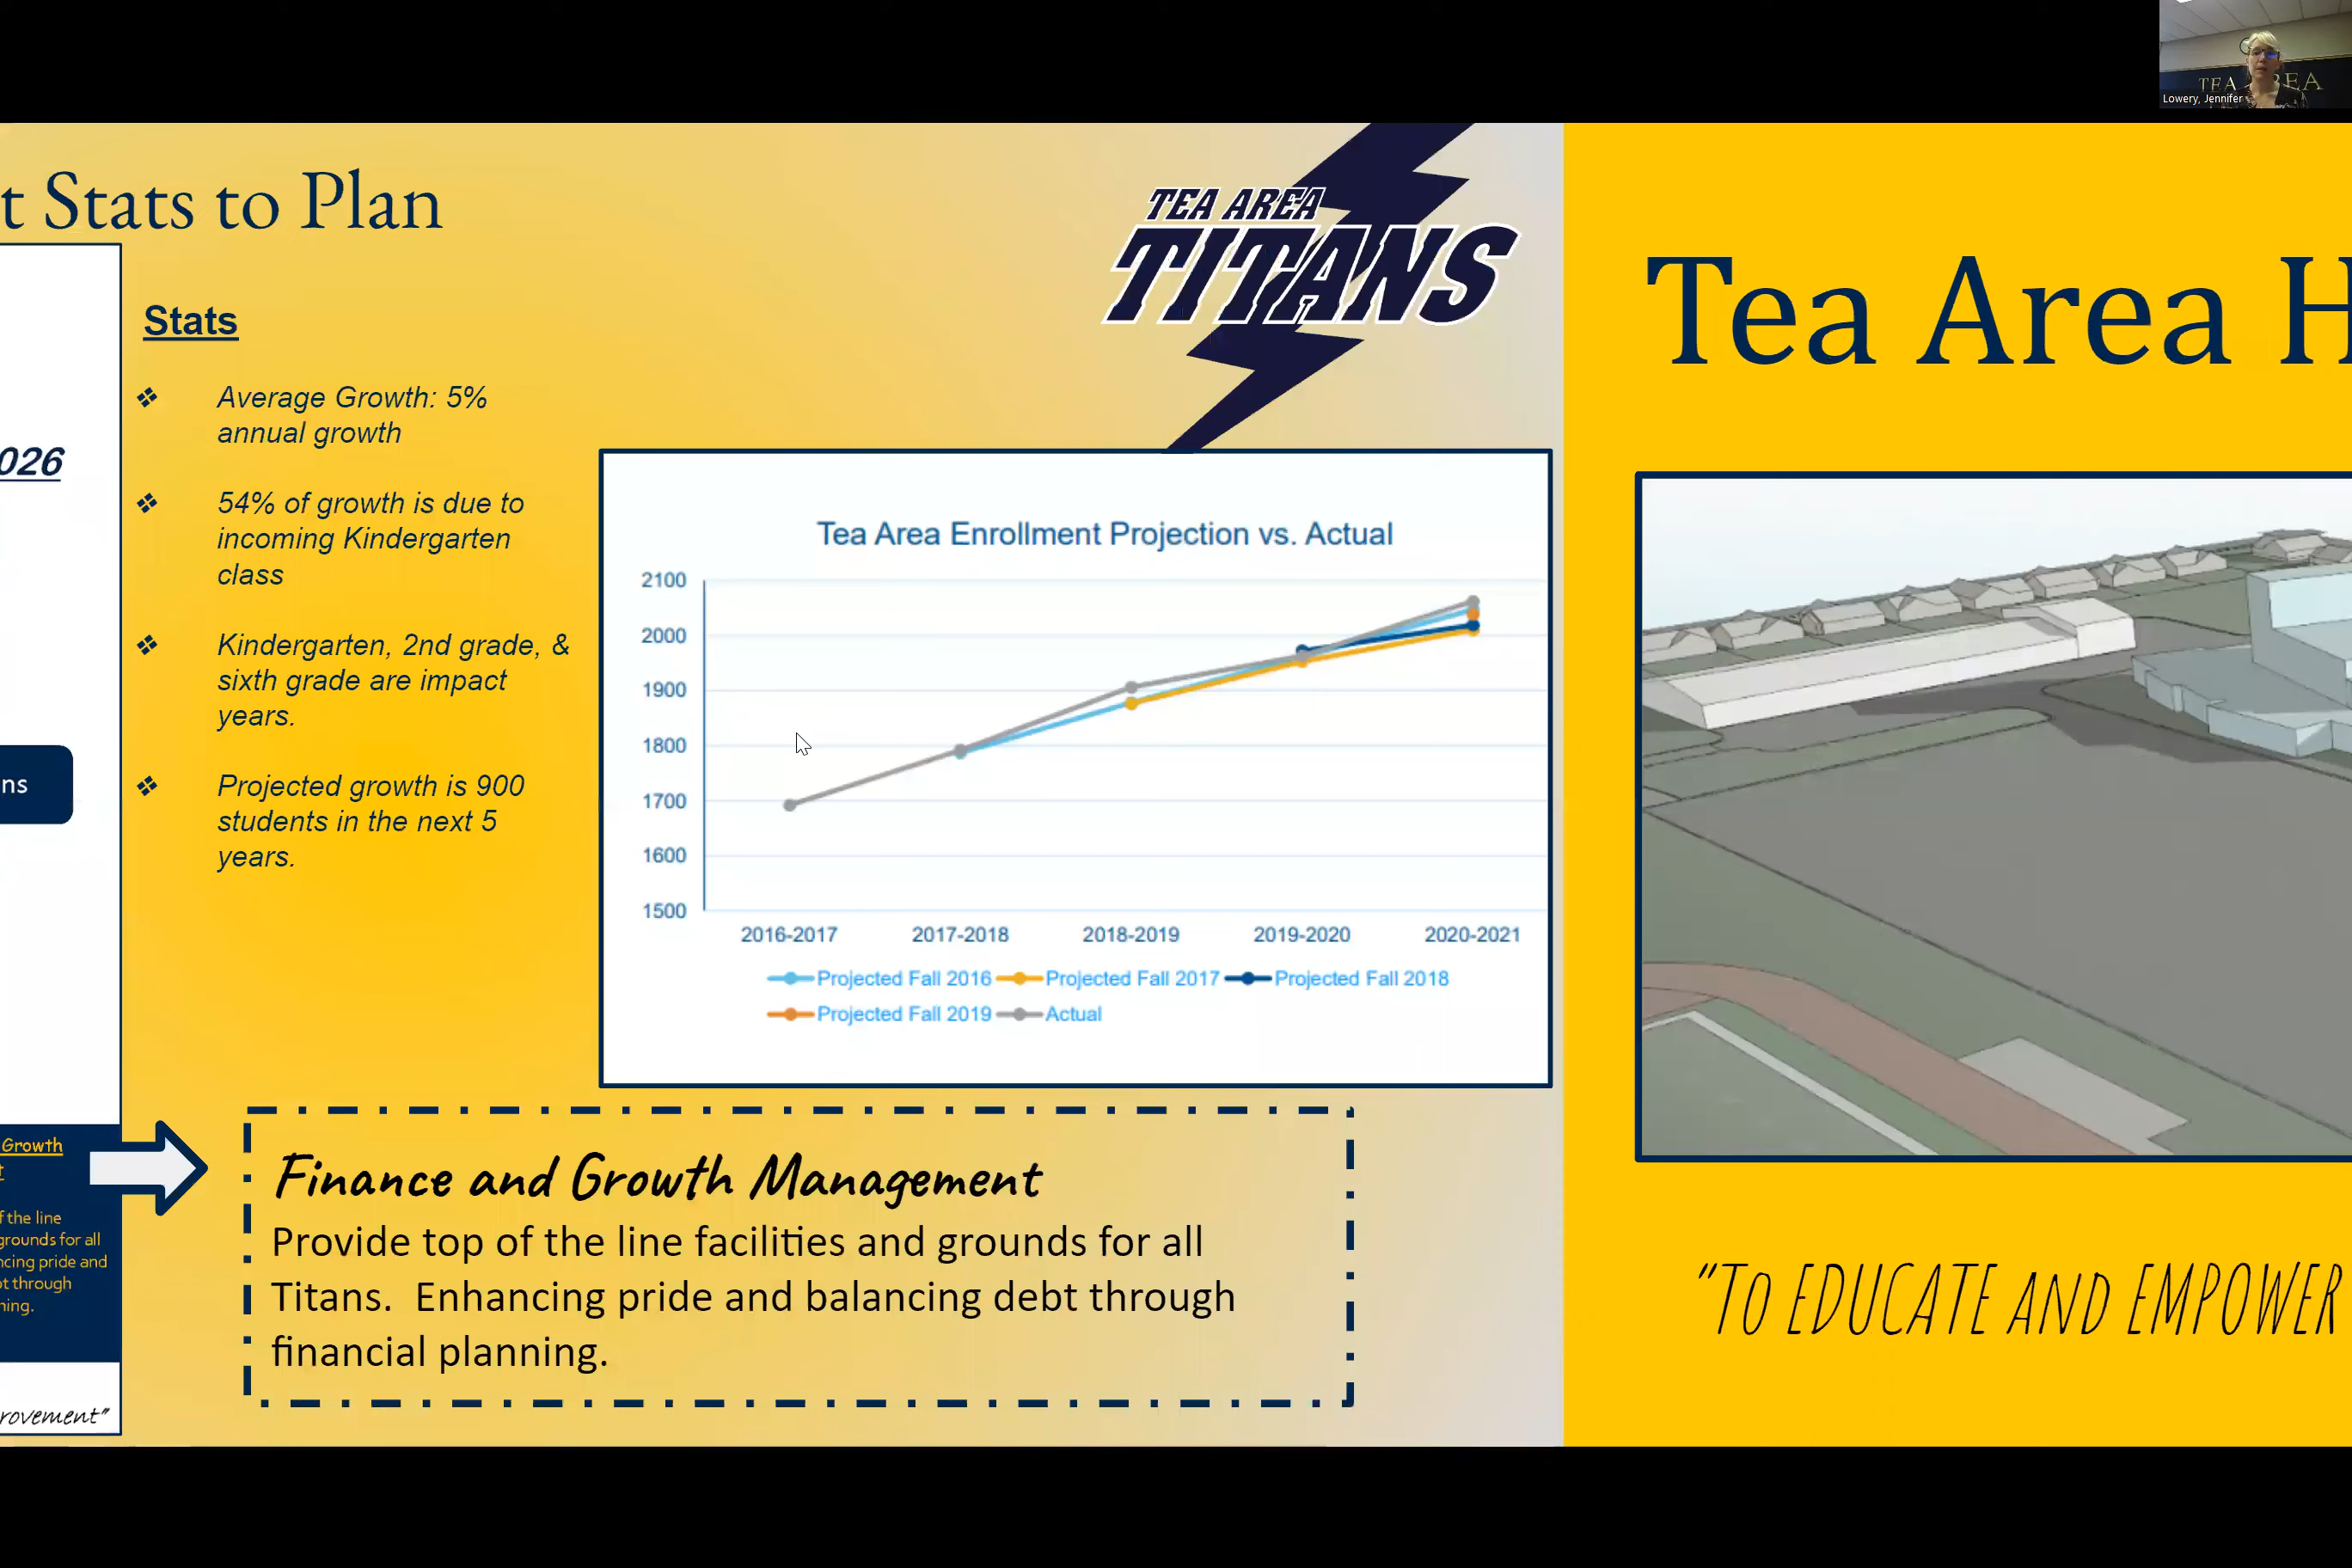 TEA AREA
Lowery, Jennifer
t Stats to Plan
TEA AREA
TITANS
Stats
Average Growth: 5%
annual growth
54% of growth is due to
incoming Kindergarten
class
Kindergarten, 2nd grade, &
sixth grade are impact
years.
Projected growth is 900
students in the next 5
years.
026
ns
Growth
t
f the line
grounds for all
ncing pride and
ot through
ning.
rovement"
Tea Area Enrollment Projection vs. Actual
2100
2000
1900
1800
1700
1600
1500
2016-2017 2017-2018 2018-2019 2019-2020 2020-2021
Projected Fall 2016 Projected Fall 2017 Projected Fall 2018
Projected Fall 2019 Actual
Finance and Growth Management
Provide top of the line facilities and grounds for all
Titans. Enhancing pride and balancing debt through
financial planning.
Tea Area H
"TO EDUCATE AND EMPOWER